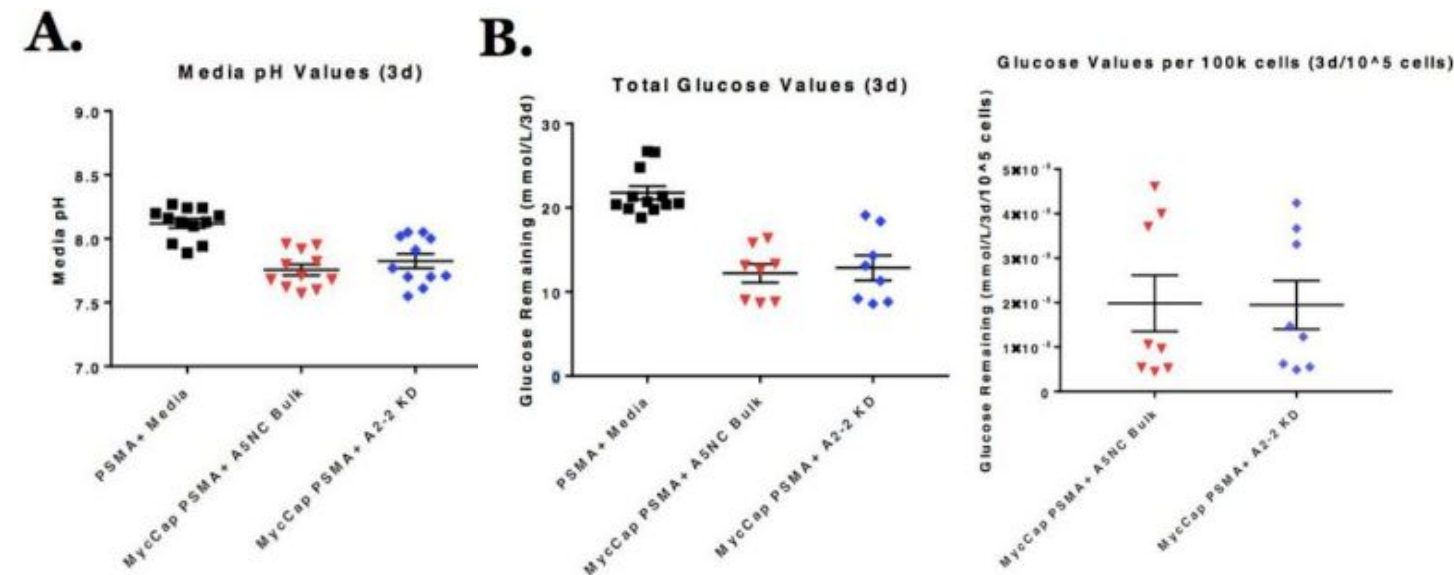 A.
Media pH Values (3d)
Media pH
9.0
8.5
8.0
7.5
7.0
PSMA+ Media
MycCap PSMA+ A5NC Bulk
MycCap PSMA+ A2-2 KD
B.
Total Glucose Values (3d)
Glucose Remaining (mmol/L/3d)
30
20
10
0
PSMA+ Media
MycCap PSMA+ A5NC Bulk
MycCap PSMA+ A2-2 KD
Glucose Values per 100k cells (3d/10^5 cells)
Glucose Remaining (mmol/L/3d/10^5 cells)
0
MycCap PSMA+ A5NC Bulk
MycCap PSMA+ A2-2 KD